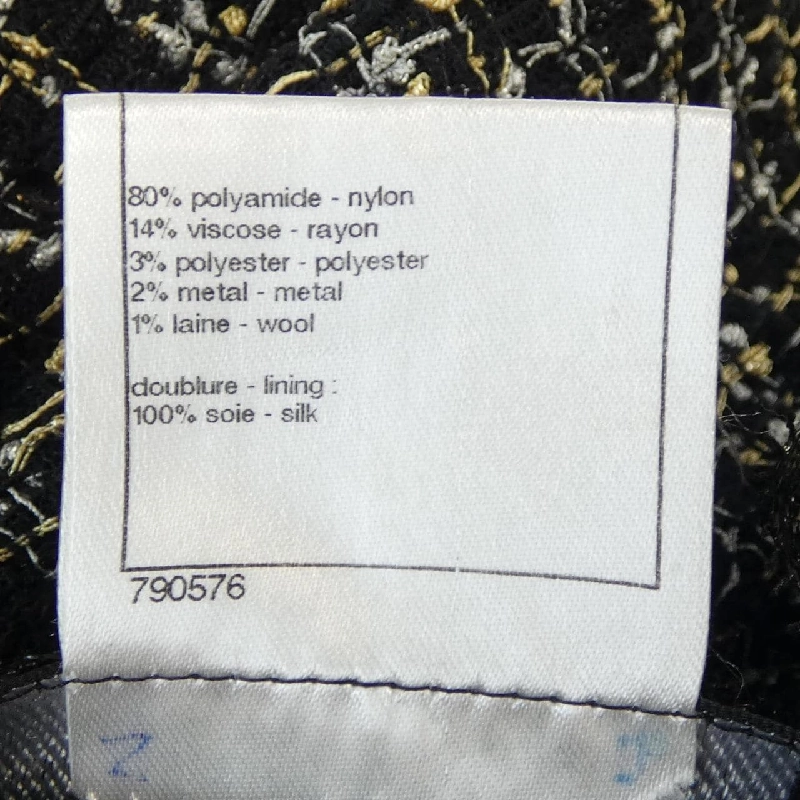 80% polyamide - nylon
14% viscose - rayon
3% polyester - polyester
2% metal - metal
1% laine - wool
doublure - lining :
100% soie - silk
790576